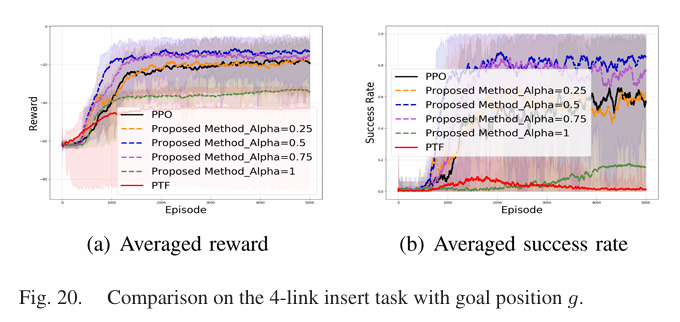 0
-20
-40
-60
-80
Reward
0
1000
2000
3000
4000
5000
Episode
PPO
Proposed Method_Alpha=0.25
Proposed Method_Alpha=0.5
Proposed Method_Alpha=0.75
Proposed Method_Alpha=1
PTF
(a) Averaged reward
1.0
0.8
0.6
0.4
0.2
0.0
Success Rate
0
1000
2000
3000
4000
5000
Episode
PPO
Proposed Method_Alpha=0.25
Proposed Method_Alpha=0.5
Proposed Method_Alpha=0.75
Proposed Method_Alpha=1
PTF
(b) Averaged success rate
Fig. 20. Comparison on the 4-link insert task with goal position g.